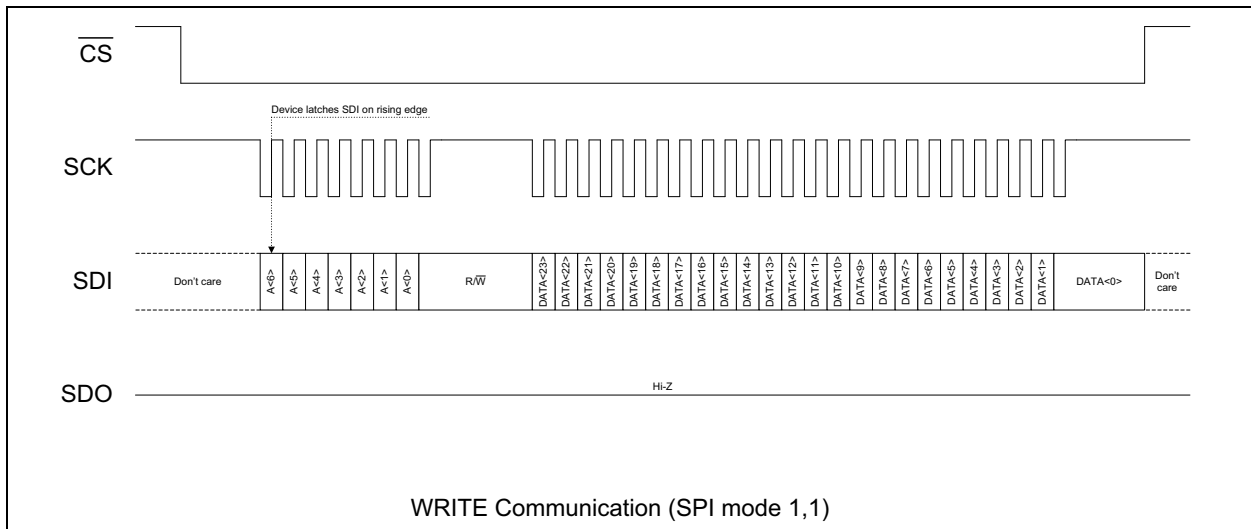 CS
Device latches SDI on rising edge
SCK
SDI
Don't care
A<6>
A<5>
A<4>
A<3>
A<2>
A<1>
A<0>
R/W
DATA<23>
DATA<22>
DATA<21>
DATA<20>
DATA<19>
DATA<18>
DATA<17>
DATA<16>
DATA<15>
DATA<14>
DATA<13>
DATA<12>
DATA<11>
DATA<10>
DATA<9>
DATA<8>
DATA<7>
DATA<6>
DATA<5>
DATA<4>
DATA<3>
DATA<2>
DATA<1>
DATA<0>
Don't
care
SDO
Hi-Z
WRITE Communication (SPI mode 1,1)